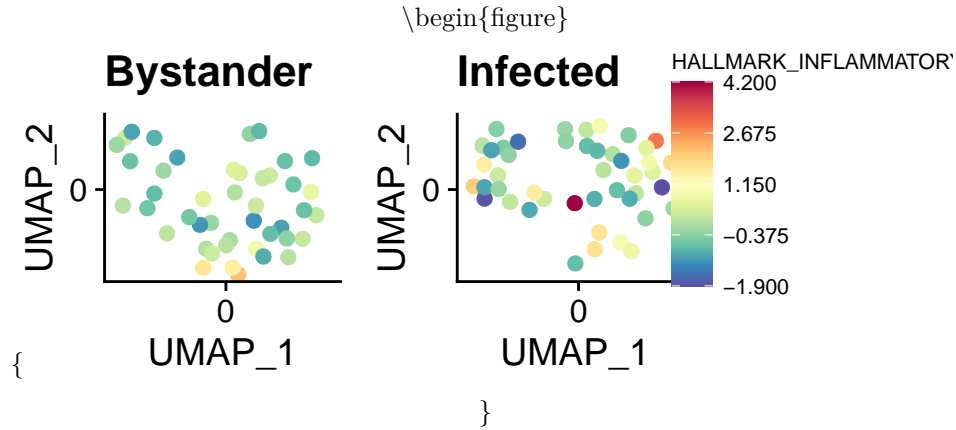 \begin{figure}
Bystander
Infected
HALLMARK_INFLAMMATORY
4.200
2.675
1.150
−0.375
−1.900
UMAP_2
0
0
UMAP_1
UMAP_2
0
0
UMAP_1
{
}